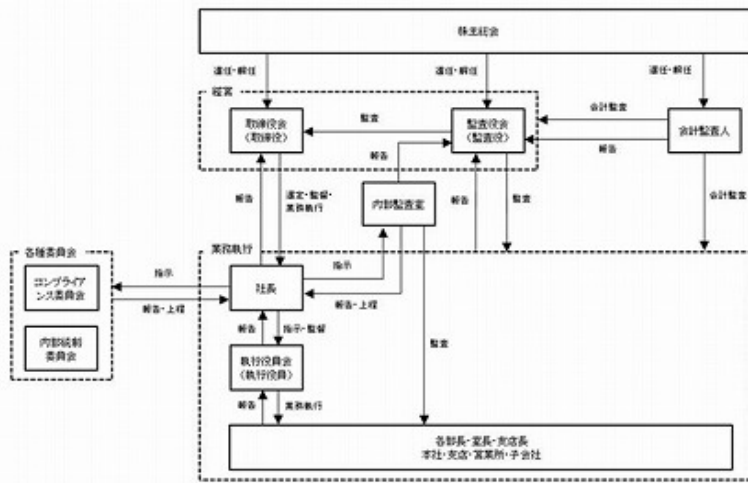 株主総会
選任・解任
選任・解任
選任・解任
経営
取締役会
(取締役)
監査
監査役会
(監査役)
会計監査
会計監査人
報告
報告
報告
選定・監督・
業務執行
内部監査室
報告
監査
会計監査
各種委員会
業務執行
コンプライア
ンス委員会
指示
社長
指示
報告・上程
報告・上程
内部統制
委員会
報告
指示・監督
監査
執行役員会
(執行役員)
報告
業務執行
各部長・室長・支店長
本社・支店・営業所・子会社